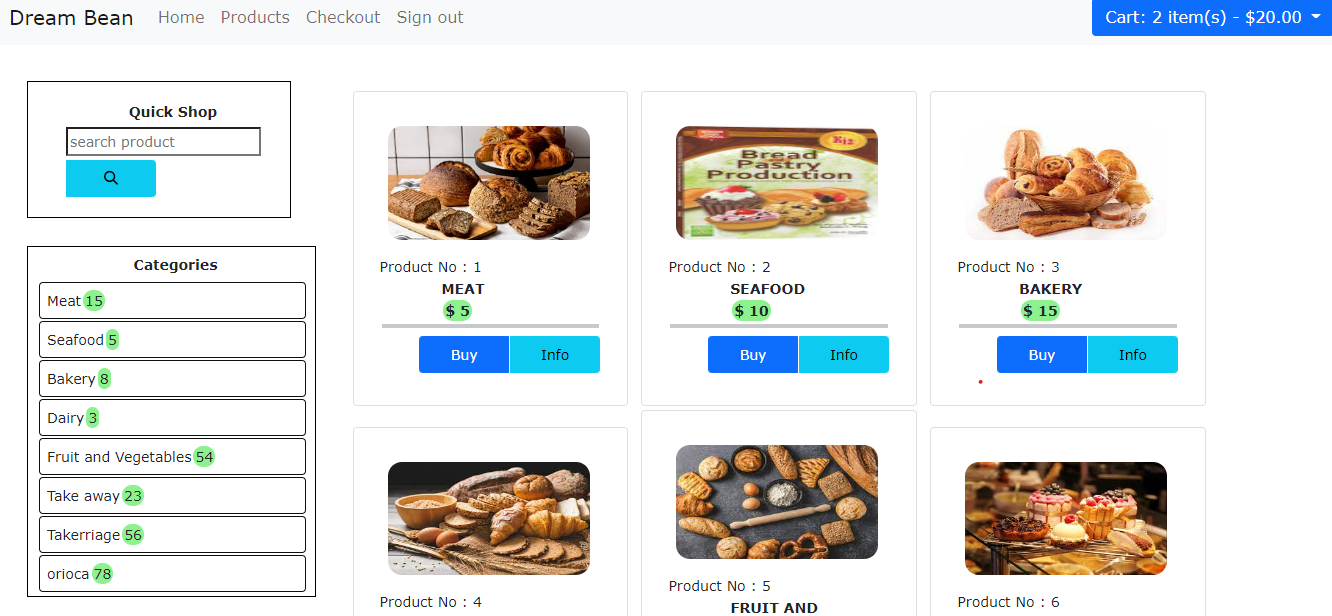 Dream Bean Home Products Checkout Sign out Cart: 2 item(s) - $20.00
Quick Shop
search product
Categories
Meat 15
Seafood 5
Bakery 8
Dairy 3
Fruit and Vegetables 54
Take away 23
Takerriage 56
orioca 78
Product No : 1
MEAT
$ 5
Buy Info
Bread
Pastry
Production
Product No : 2
SEAFOOD
$ 10
Buy Info
Product No : 3
BAKERY
$ 15
Buy Info
Product No : 4
Product No : 5
FRUIT AND
Product No : 6